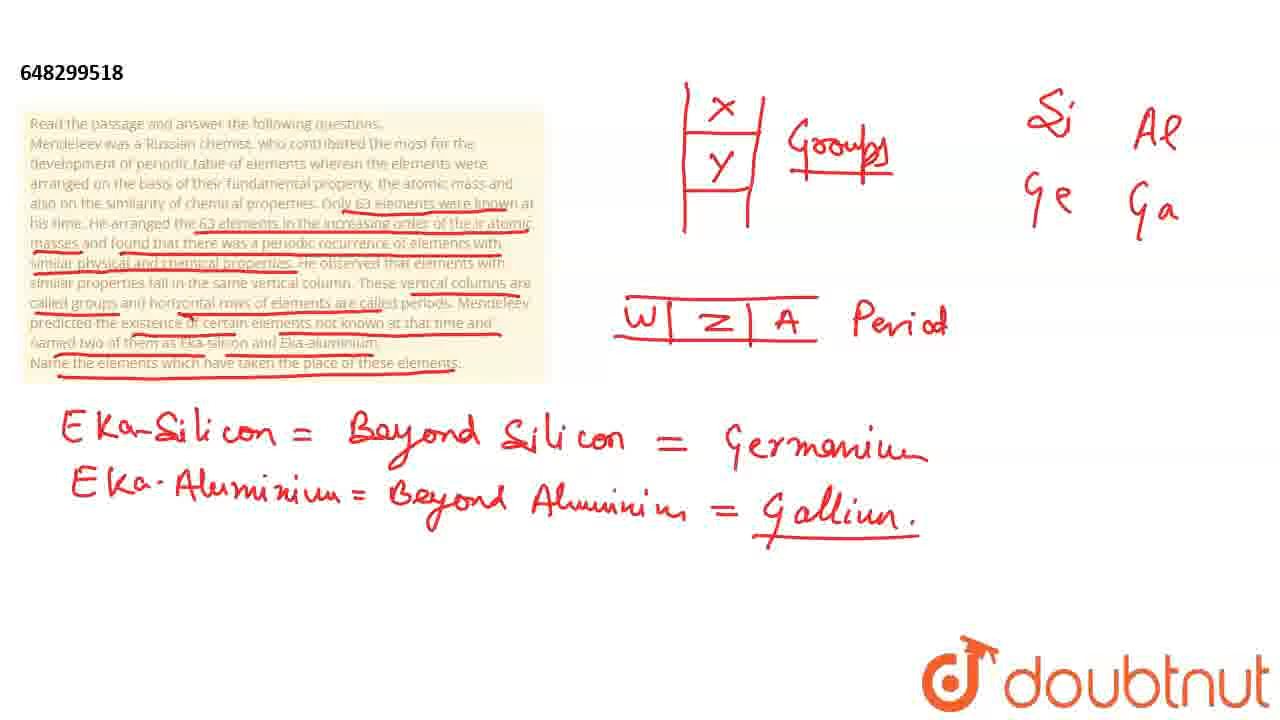 648299518
Read the passage and answer the following questions.
Mendeleev was a Russian chemist, who contributed the most for the
development of periodic table of elements wherein the elements were
arranged on the basis of their fundamental property, the atomic mass and
also on the similarity of chemical properties. Only 63 elements were known at
his time. He arranged the 63 elements in the increasing order of the ir atomic
masses and found that there was a periodic recurrence of elements with
similar physical and chemical properties. He observed that elements with
similar properties fall in the same vertical column. These vertical columns are
called groups and horizontal rows of elements are called periods. Mendeleev
predicted the existence of certain elements not known at that time and
named two of them as Eka-silicon and Eka-aluminium.
Name the elements which have taken the place of these elements.
X
Y
Groups
Si Al
Ge Ga
W Z A Period
Eka-Silicon = Beyond Silicon = Germanium
Eka-Aluminium = Beyond Aluminium = Gallium.
doubtnut